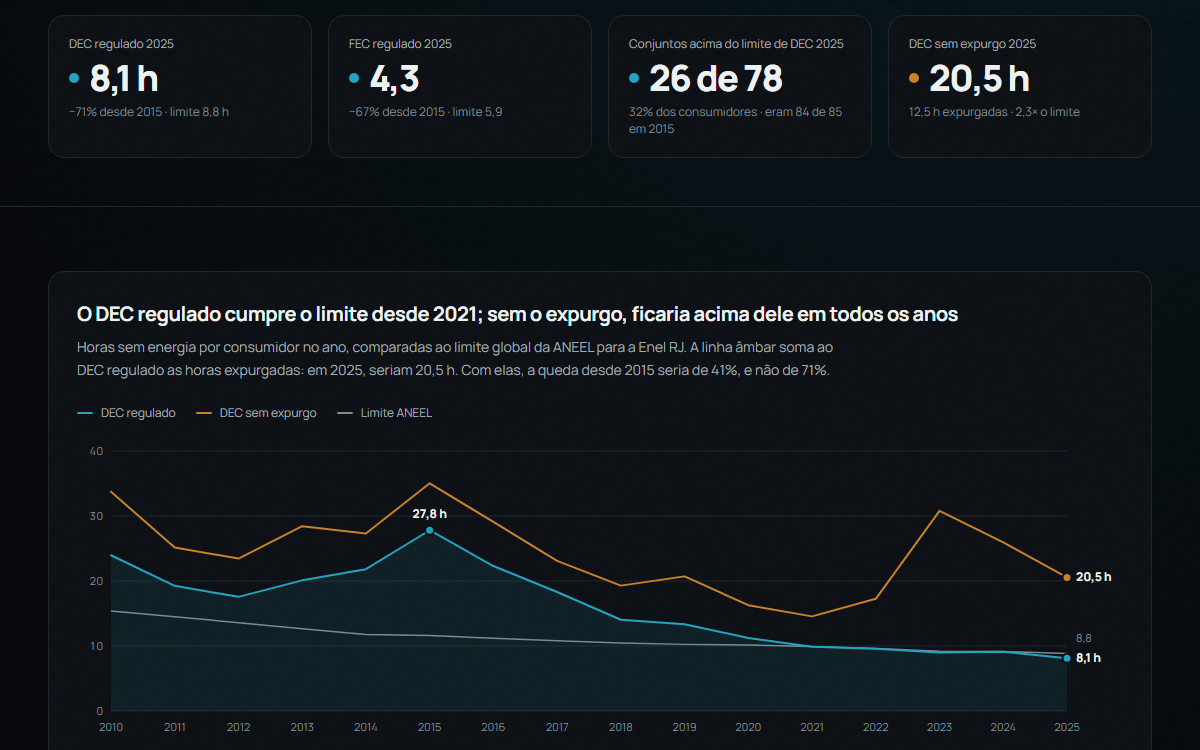 DEC regulado 2025
8,1 h
−71% desde 2015 · limite 8,8 h
FEC regulado 2025
4,3
−67% desde 2015 · limite 5,9
Conjuntos acima do limite de DEC 2025
26 de 78
32% dos consumidores · eram 84 de 85
em 2015
DEC sem expurgo 2025
20,5 h
12,5 h expurgadas · 2,3× o limite
O DEC regulado cumpre o limite desde 2021; sem o expurgo, ficaria acima dele em todos os anos
Horas sem energia por consumidor no ano, comparadas ao limite global da ANEEL para a Enel RJ. A linha âmbar soma ao
DEC regulado as horas expurgadas: em 2025, seriam 20,5 h. Com elas, a queda desde 2015 seria de 41%, e não de 71%.
DEC regulado
DEC sem expurgo
Limite ANEEL
40
30
20
10
0
27,8 h
20,5 h
8.8
8,1 h
2010 2011 2012 2013 2014 2015 2016 2017 2018 2019 2020 2021 2022 2023 2024 2025